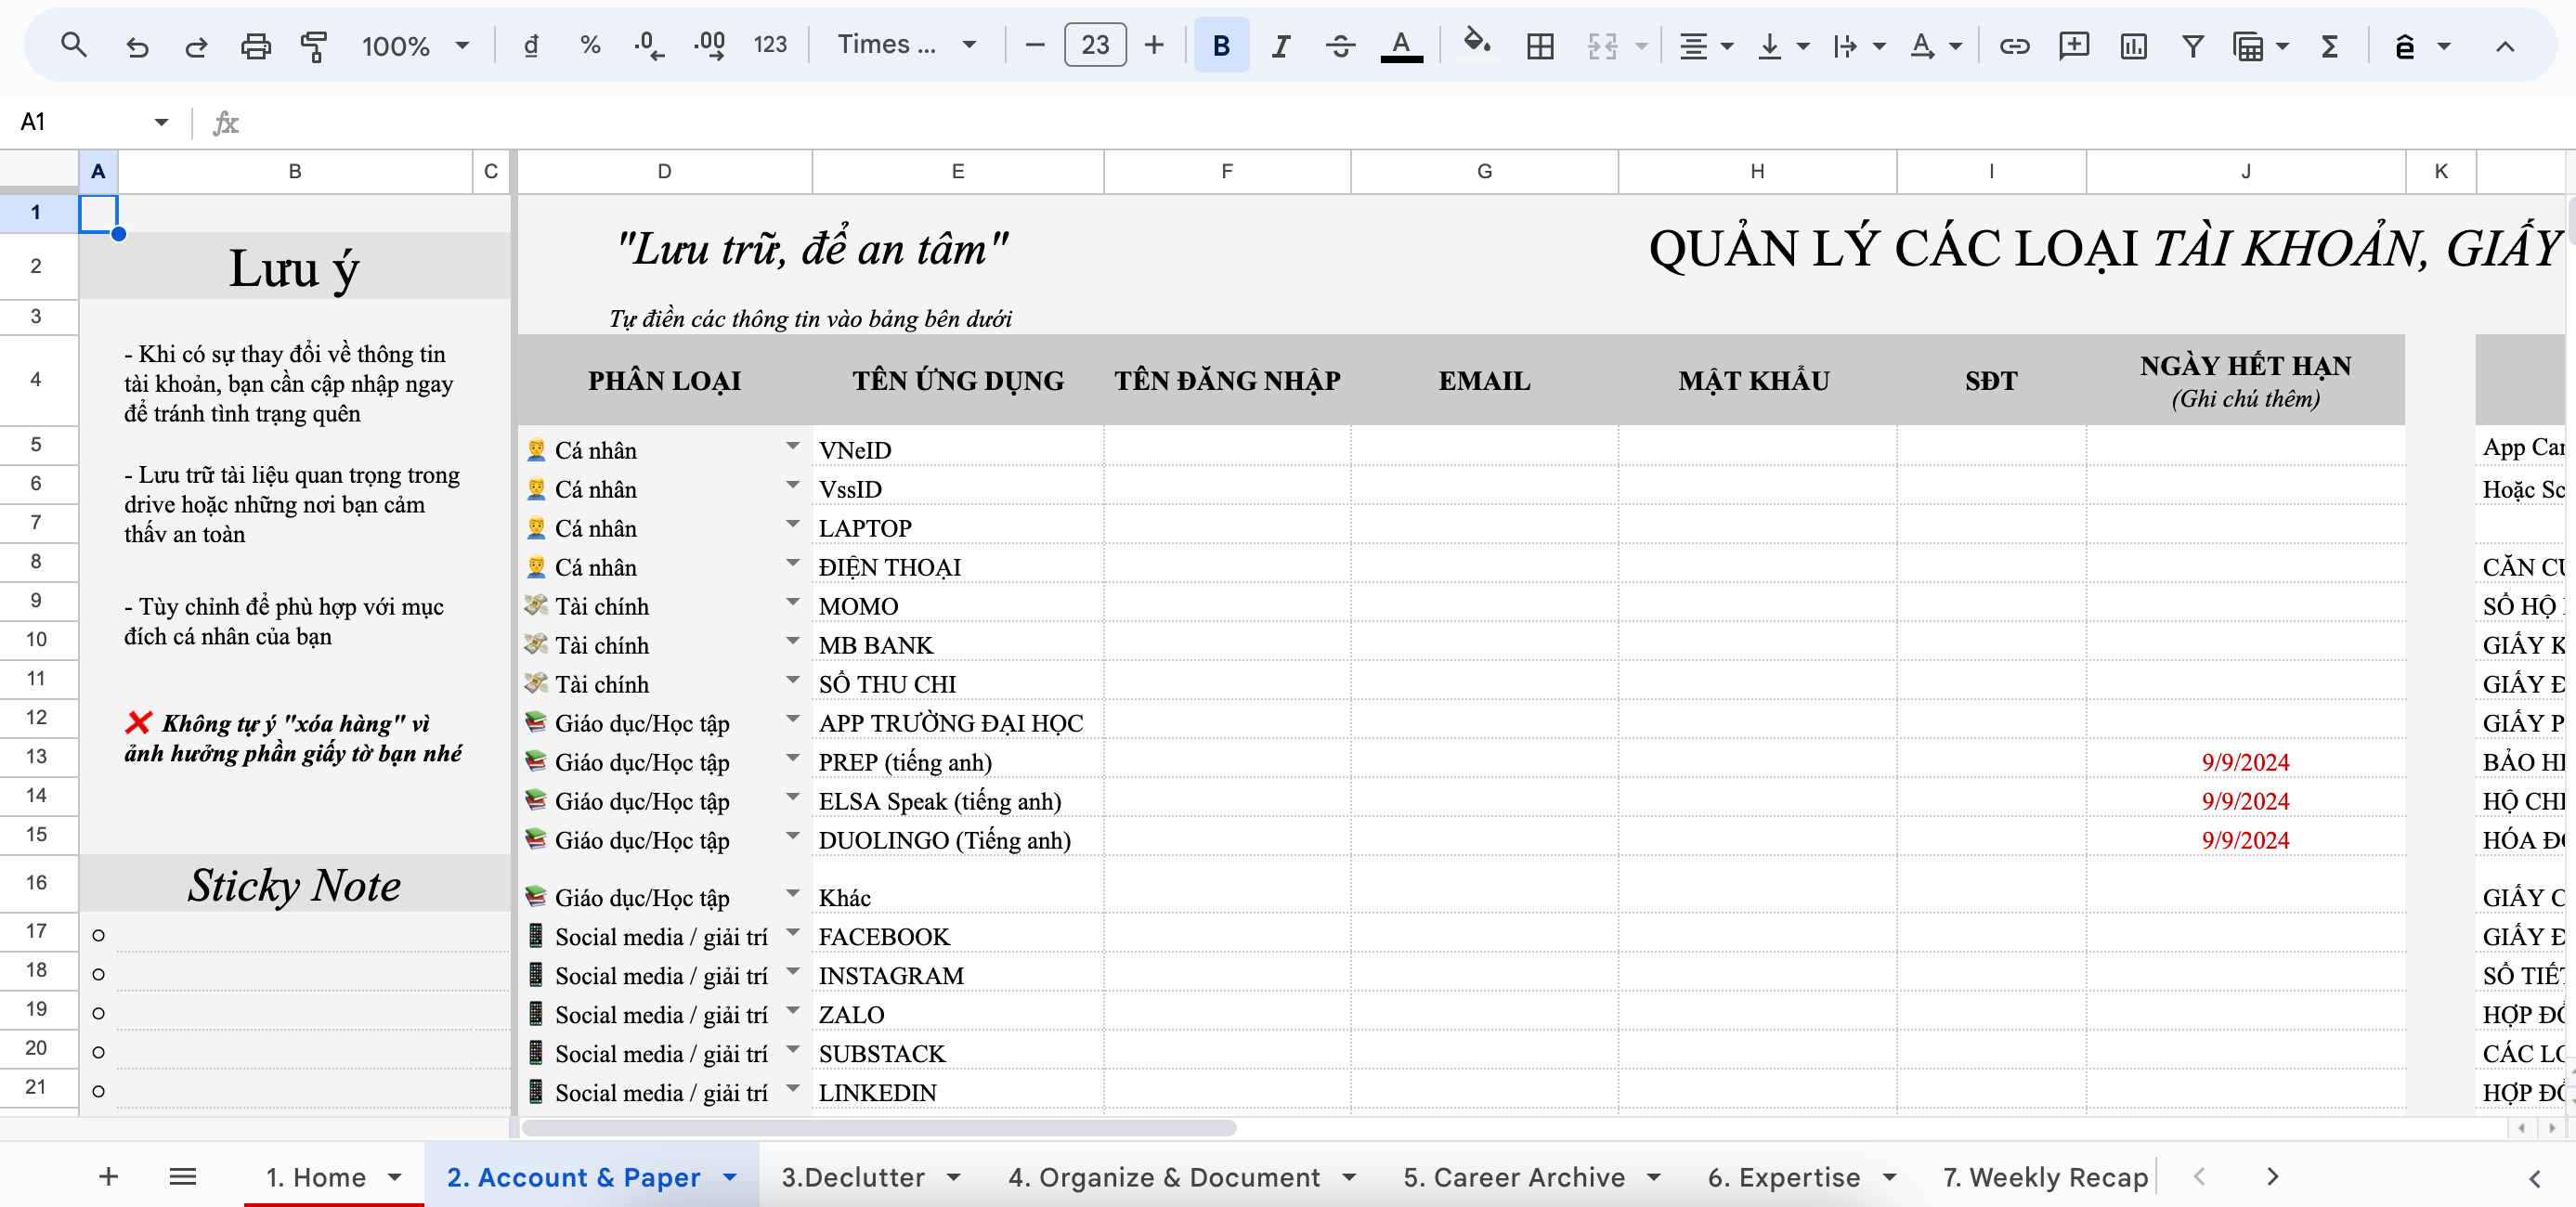 100%
đ
%
.0
.00
123
Times ...
23
B
I
A
A
Σ
ê
A1
fx
A B C D E F G H I J K
1
"Lưu trữ, để an tâm"
QUẢN LÝ CÁC LOẠI TÀI KHOẢN, GIẤY
2
Lưu ý
3
Tự điền các thông tin vào bảng bên dưới
4
PHÂN LOẠI TÊN ỨNG DỤNG TÊN ĐĂNG NHẬP EMAIL MẬT KHẨU SĐT NGÀY HẾT HẠN
(Ghi chú thêm)
- Khi có sự thay đổi về thông tin
tài khoản, bạn cần cập nhập ngay
để tránh tình trạng quên
- Lưu trữ tài liệu quan trọng trong
drive hoặc những nơi bạn cảm
thấy an toàn
- Tùy chỉnh để phù hợp với mục
đích cá nhân của bạn
❌ Không tự ý "xóa hàng" vì
ảnh hưởng phần giấy tờ bạn nhé
Sticky Note
5 Cá nhân VNeID App
6 Cá nhân VssID Hoặc
7 Cá nhân LAPTOP
8 Cá nhân ĐIỆN THOẠI CĂN
9 Tài chính MOMO SỔ HỘ
10 Tài chính MB BANK GIẤY
11 Tài chính SỔ THU CHI GIẤY
12 Giáo dục/Học tập APP TRƯỜNG ĐẠI HỌC GIẤY
13 Giáo dục/Học tập PREP (tiếng anh) 9/9/2024 BẢO
14 Giáo dục/Học tập ELSA Speak (tiếng anh) 9/9/2024 HỘ
15 Giáo dục/Học tập DUOLINGO (Tiếng anh) 9/9/2024 HÓA
16 Giáo dục/Học tập Khác GIẤY
17 Social media / giải trí FACEBOOK GIẤY
18 Social media / giải trí INSTAGRAM SỔ
19 Social media / giải trí ZALO HỢP
20 Social media / giải trí SUBSTACK CÁC
21 Social media / giải trí LINKEDIN HỢP
1. Home 2. Account & Paper 3.Declutter 4. Organize & Document 5. Career Archive 6. Expertise 7. Weekly Recap